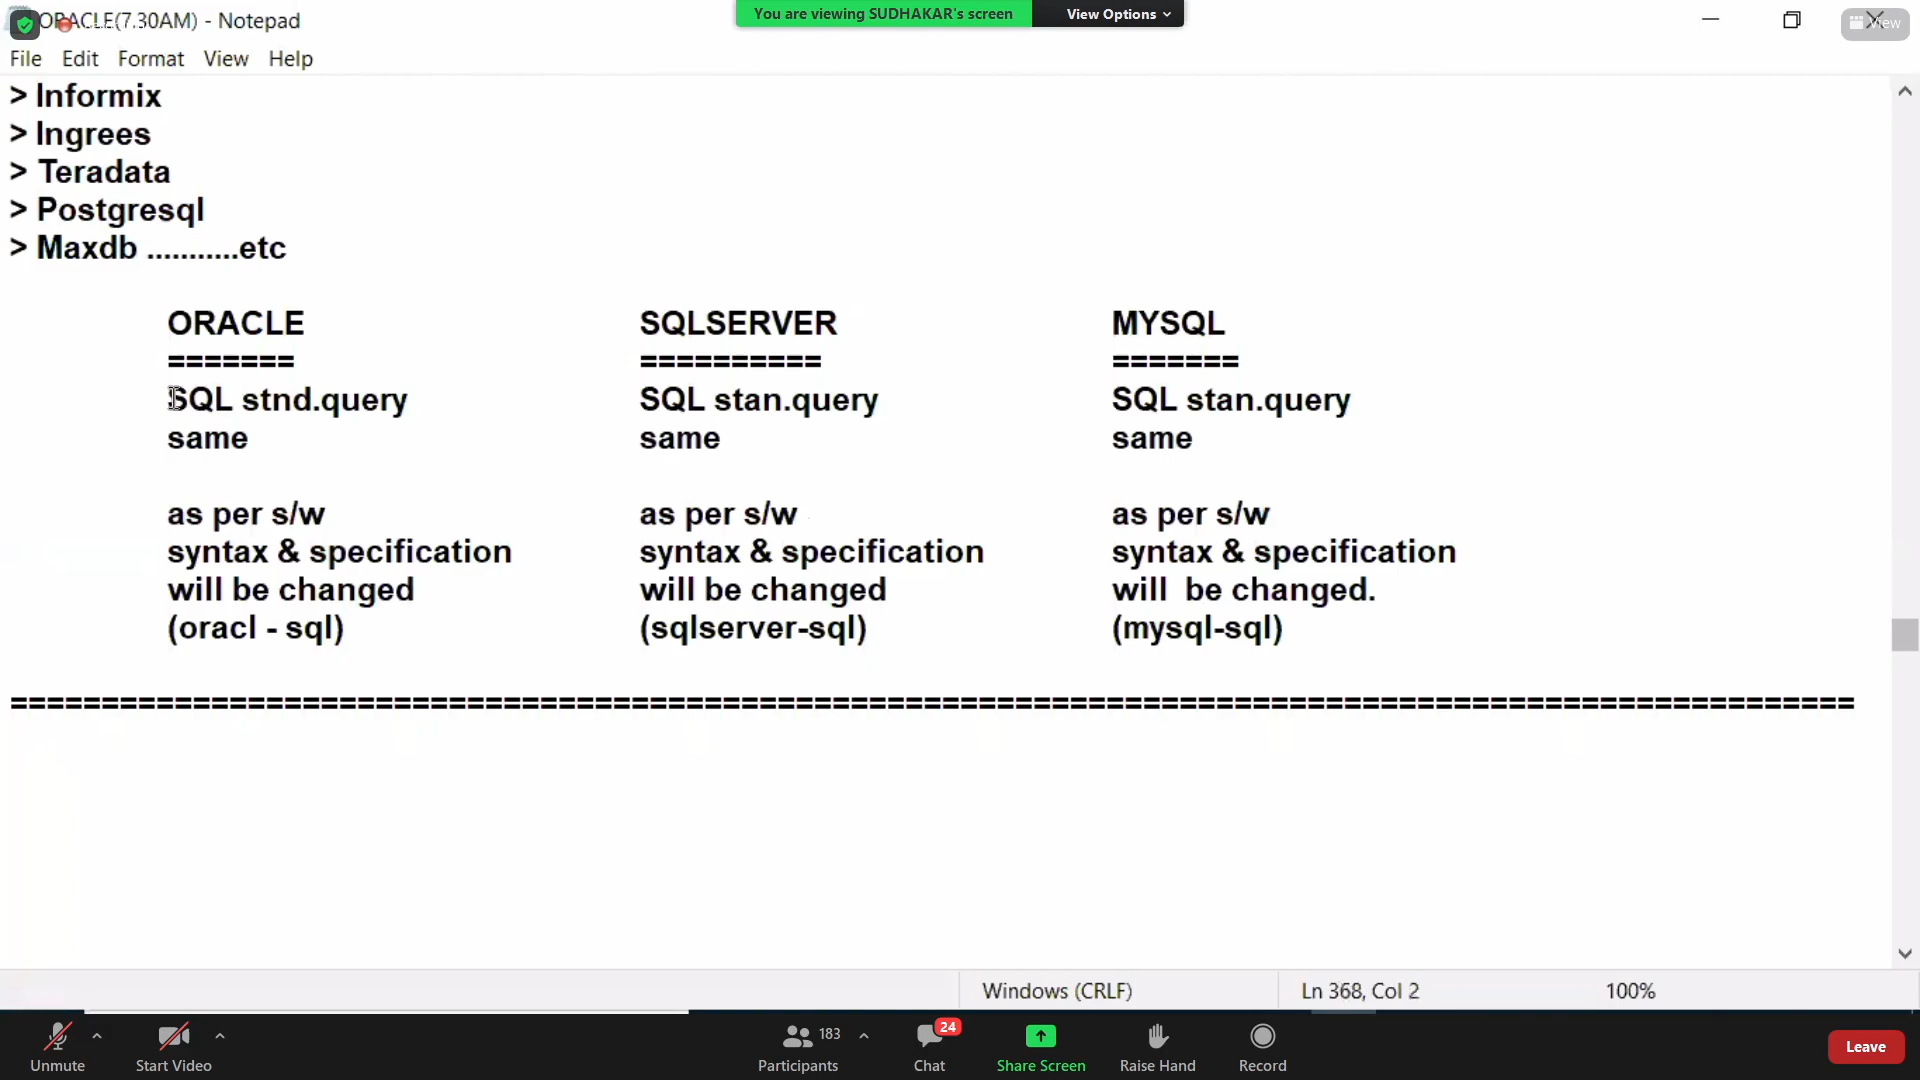 ORACLE(7.30AM) - Notepad
You are viewing SUDHAKAR's screen
View Options
View
File Edit Format View Help
> Informix
> Ingrees
> Teradata
> Postgresql
> Maxdb ...........etc
ORACLE SQLSERVER MYSQL
======= ========== =======
SQL stnd.query SQL stan.query SQL stan.query
same same same
as per s/w as per s/w as per s/w
syntax & specification syntax & specification syntax & specification
will be changed will be changed will  be changed.
(oracl - sql) (sqlserver-sql) (mysql-sql)
=====================================================================================================
Windows (CRLF) Ln 368, Col 2 100%
183
24
Unmute Start Video Participants Chat Share Screen Raise Hand Record Leave